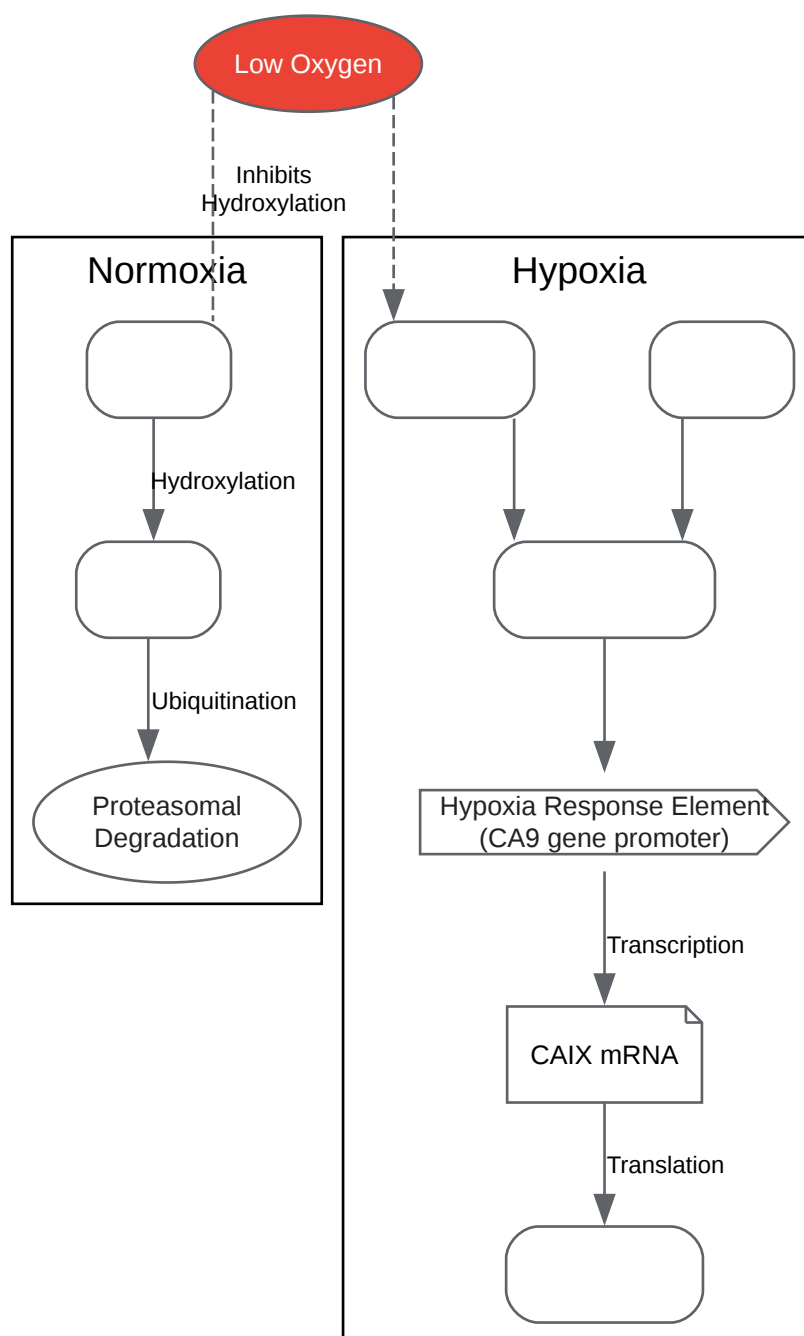 Low Oxygen
Inhibits
Hydroxylation
Normoxia
Hypoxia
Hydroxylation
Ubiquitination
Proteasomal
Degradation
Hypoxia Response Element
(CA9 gene promoter)
Transcription
CAIX mRNA
Translation